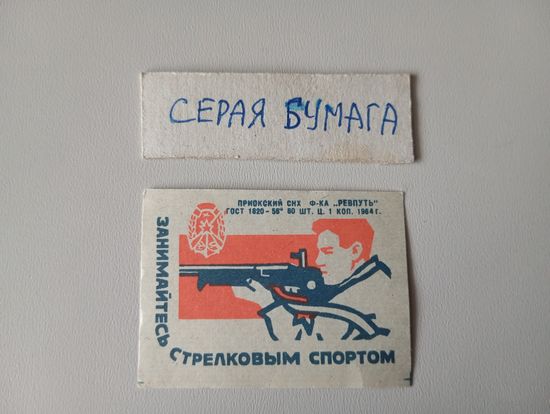 СЕРАЯ БУМАГА
ПРИОКСКИЙ СНХ Ф-КА „РЕВПУТЬ"
ГОСТ 1820-56* 60 ШТ. Ц. 1 КОП. 1964 г.
ЗАНИМАЙТЕСЬ
СТРЕЛКОВЫМ СПОРТОМ